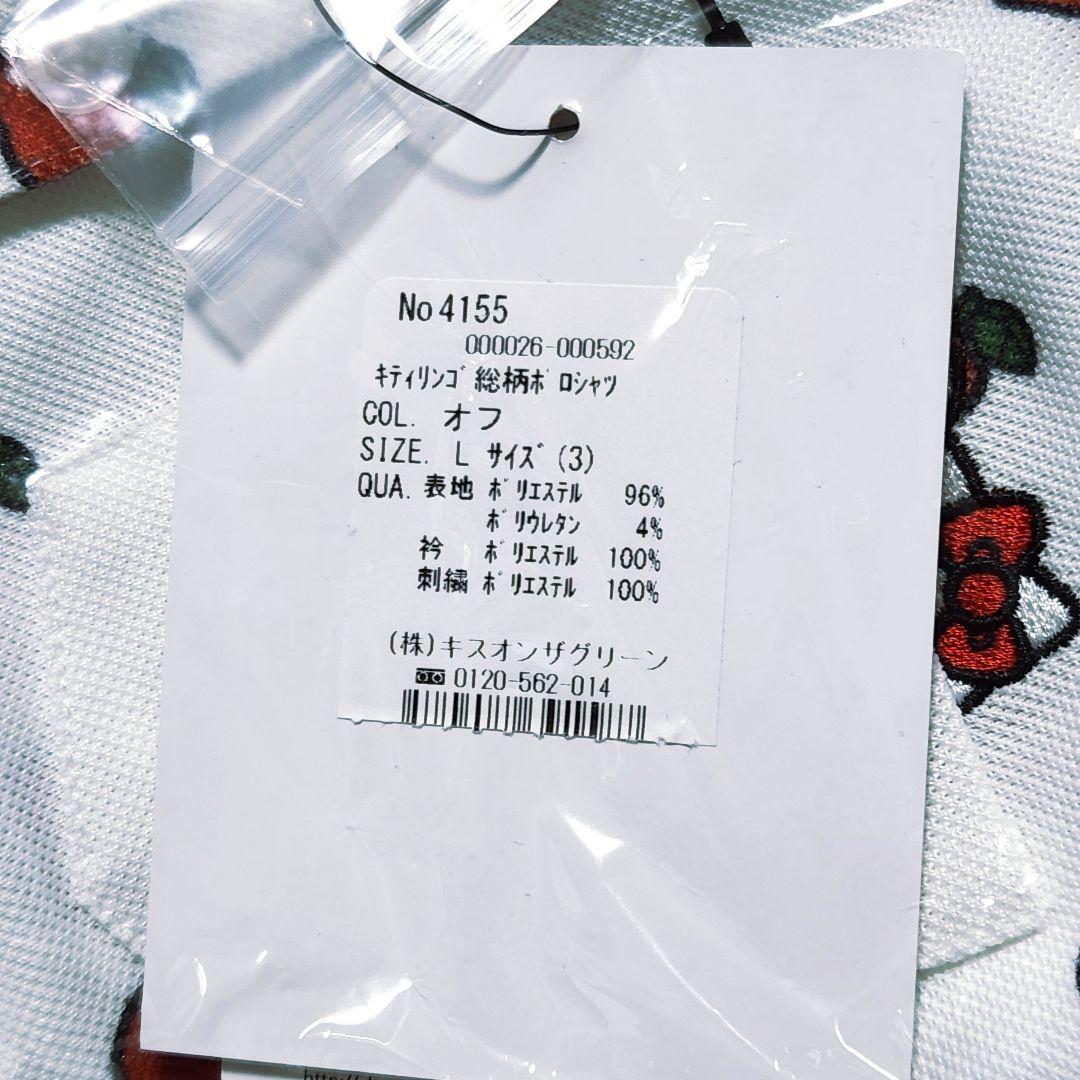 No 4155
000026-000592
ｷﾃｨﾘﾝｺﾞ総柄ﾎﾟﾛｼｬﾂ
COL. オフ
SIZE. L ｻｲｽﾞ(3)
QUA. 表地 ﾎﾟﾘｴｽﾃﾙ 96%
ﾎﾟﾘｳﾚﾀﾝ 4%
衿 ﾎﾟﾘｴｽﾃﾙ 100%
刺繍 ﾎﾟﾘｴｽﾃﾙ 100%
(株)キスオンザグリーン
0120-562-014